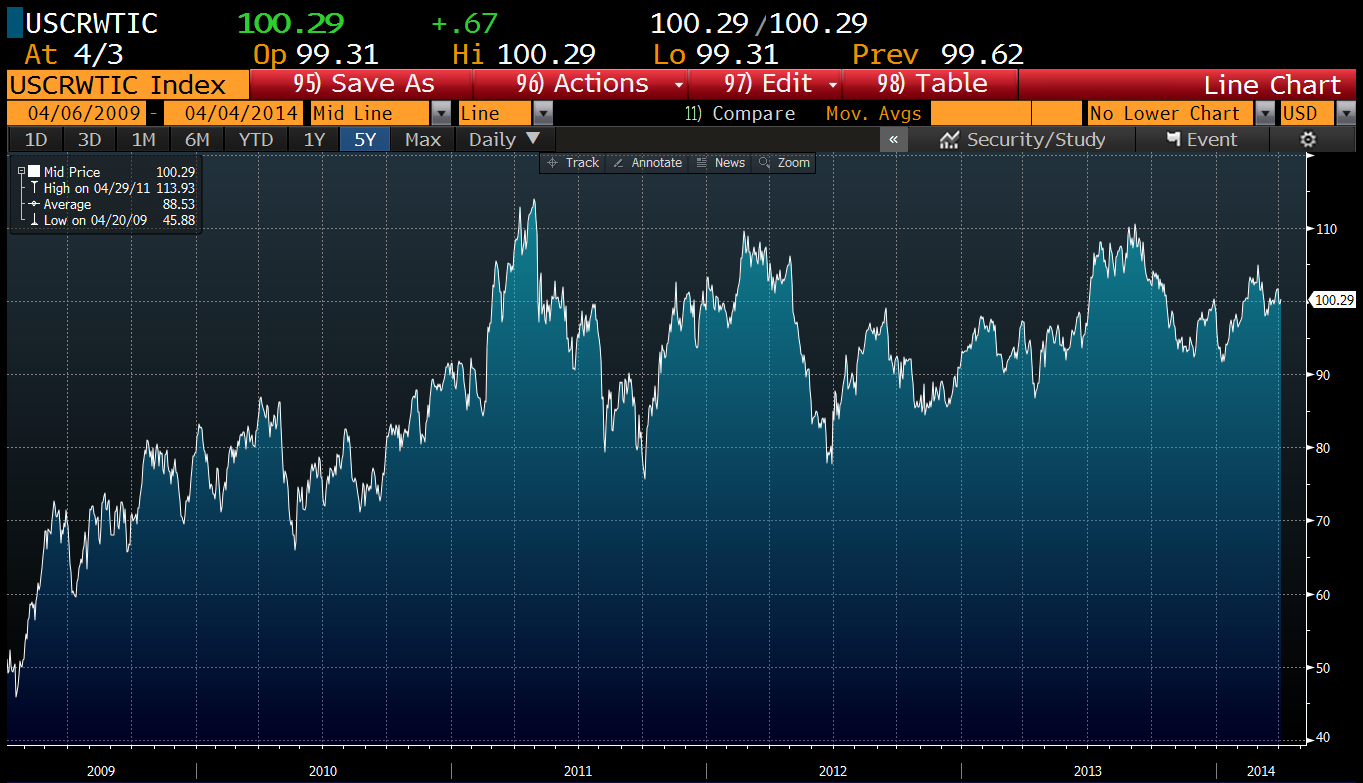 USCRWTIC 100.29 +.67 100.29/100.29
At 4/3 Op 99.31 Hi 100.29 Lo 99.31 Prev 99.62
USCRWTIC Index 95) Save As 96) Actions 97) Edit 98) Table Line Chart
04/06/2009 - 04/04/2014 Mid Line Line 11) Compare Mov. Avgs No Lower Chart USD
1D 3D 1M 6M YTD 1Y 5Y Max Daily « Security/Study Event
Track Annotate News Zoom
Mid Price 100.29
High on 04/29/11 113.93
Average 88.53
Low on 04/20/09 45.88
110
100.29
90
80
70
60
50
40
2009 2010 2011 2012 2013 2014